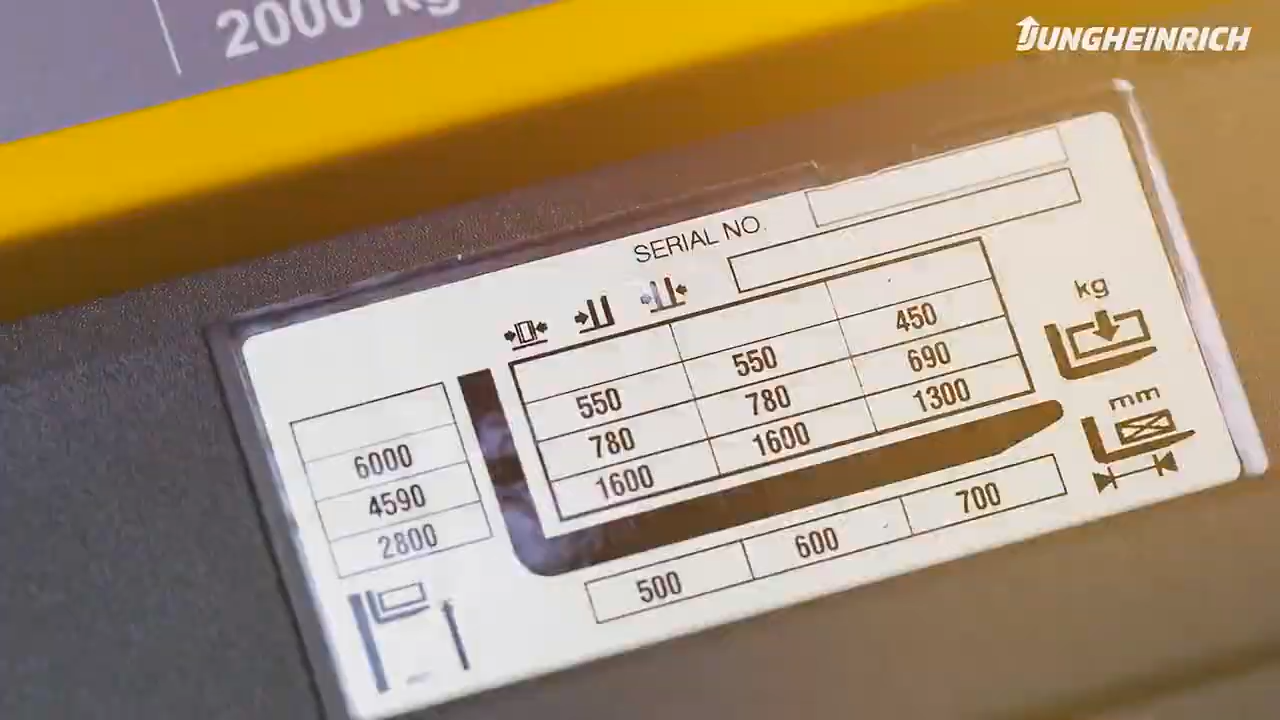 2000 kg
JUNGHEINRICH
SERIAL NO.
kg
6000 550 550 450
4590 780 780 690
2800 1600 1600 1300
mm
500 600 700